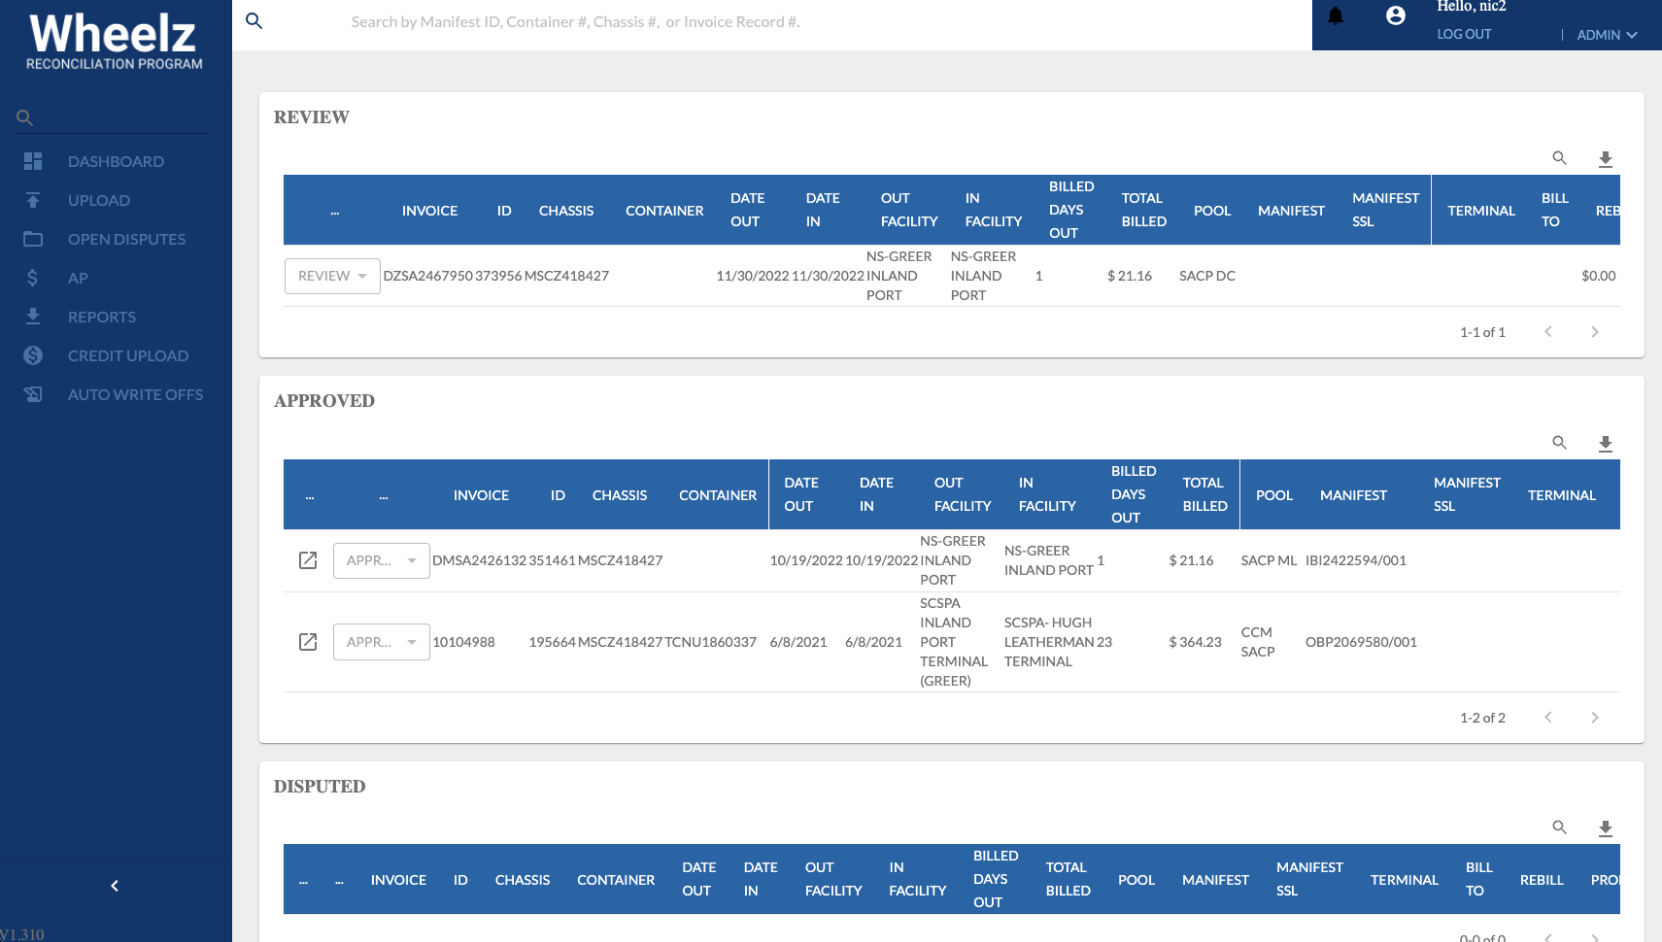 Wheelz
RECONCILIATION PROGRAM
Search by Manifest ID, Container #, Chassis #, or Invoice Record #.
Hello, nic2
LOG OUT | ADMIN
DASHBOARD
UPLOAD
OPEN DISPUTES
AP
REPORTS
CREDIT UPLOAD
AUTO WRITE OFFS
V1.310
REVIEW
... INVOICE ID CHASSIS CONTAINER DATE OUT DATE IN OUT FACILITY IN FACILITY BILLED DAYS OUT TOTAL BILLED POOL MANIFEST MANIFEST SSL TERMINAL BILL TO REB
REVIEW DZSA2467950 373956 MSCZ418427 11/30/2022 11/30/2022 NS-GREER INLAND PORT NS-GREER INLAND PORT 1 $ 21.16 SACP DC $0.00
1-1 of 1
APPROVED
... ... INVOICE ID CHASSIS CONTAINER DATE OUT DATE IN OUT FACILITY IN FACILITY BILLED DAYS OUT TOTAL BILLED POOL MANIFEST MANIFEST SSL TERMINAL
APPR... DMSA2426132 351461 MSCZ418427 10/19/2022 10/19/2022 NS-GREER INLAND PORT NS-GREER INLAND PORT 1 $ 21.16 SACP ML IBI2422594/001
APPR... 10104988 195664 MSCZ418427 TCNU1860337 6/8/2021 6/8/2021 SCSPA INLAND PORT TERMINAL (GREER) SCSPA- HUGH LEATHERMAN TERMINAL 23 $ 364.23 CCM SACP OBP2069580/001
1-2 of 2
DISPUTED
... ... INVOICE ID CHASSIS CONTAINER DATE OUT DATE IN OUT FACILITY IN FACILITY BILLED DAYS OUT TOTAL BILLED POOL MANIFEST MANIFEST SSL TERMINAL BILL TO REBILL
0-0 of 0